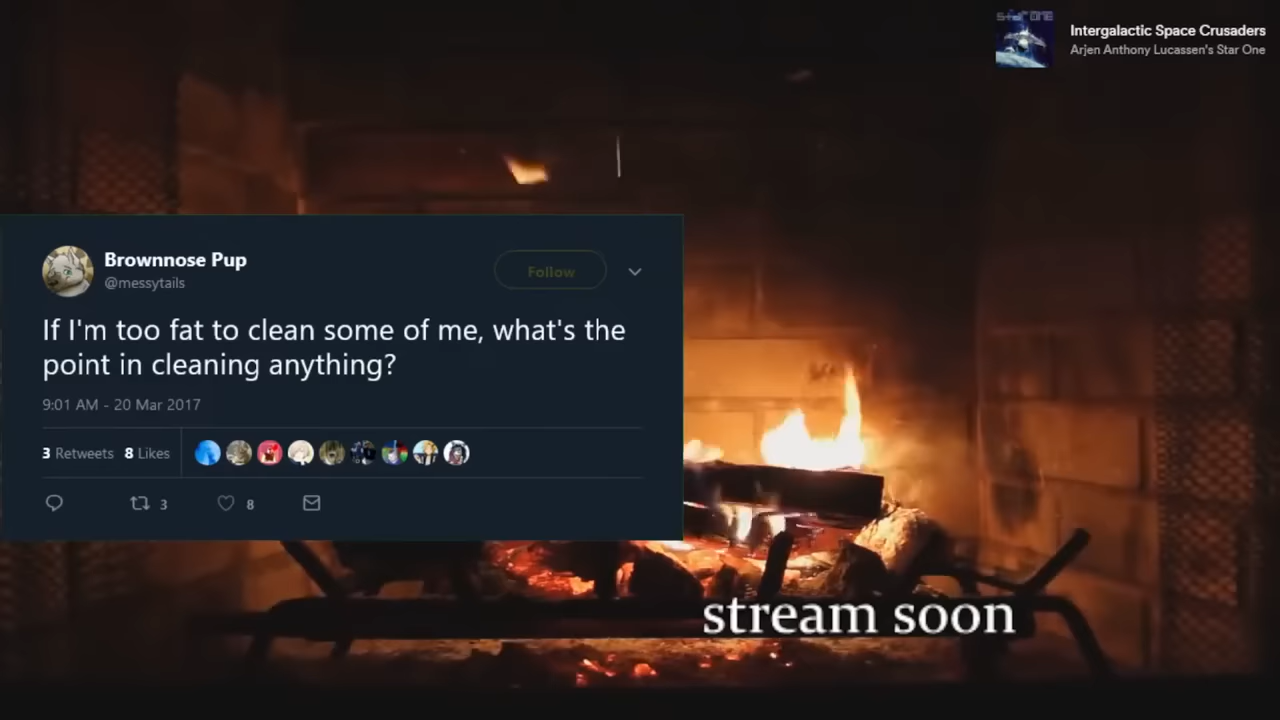 STAR ONE
Intergalactic Space Crusaders
Arjen Anthony Lucassen's Star One
Brownnose Pup
@messytails
Follow
If I'm too fat to clean some of me, what's the
point in cleaning anything?
9:01 AM - 20 Mar 2017
3 Retweets 8 Likes
3 8
stream soon